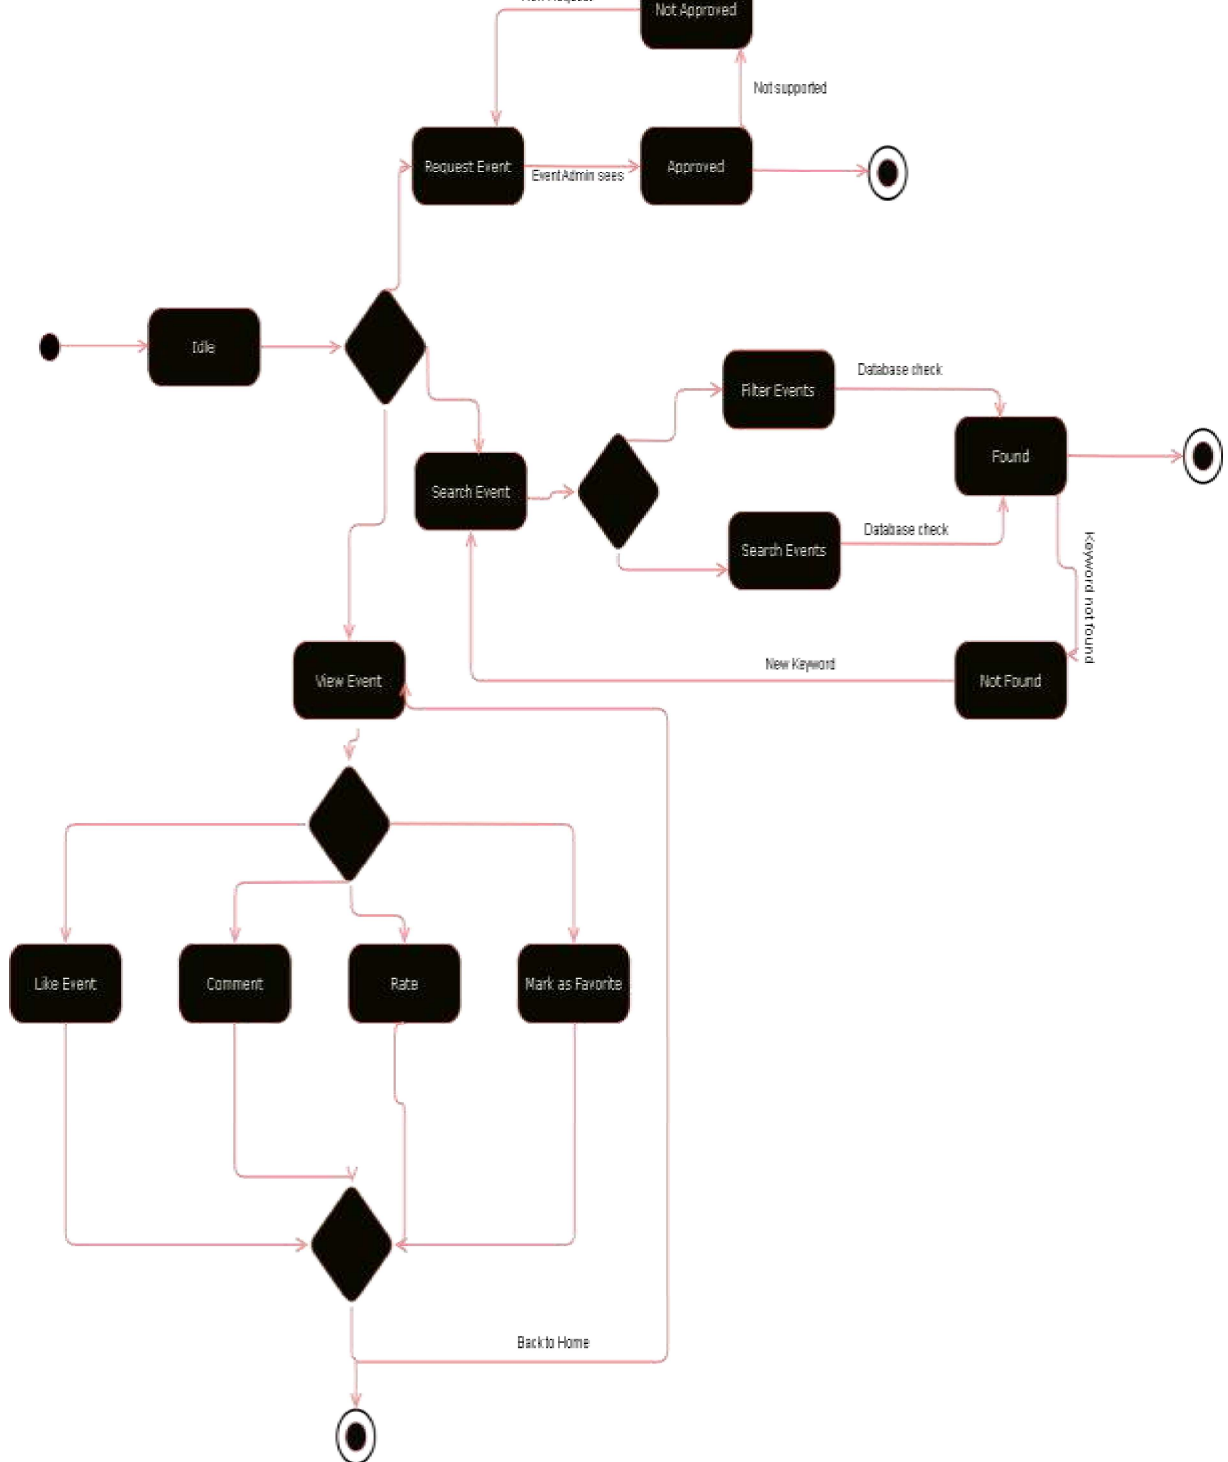 Not Approved
Not supported
Request Event
Event Admin sees
Approved
Idle
Filter Events
Database check
Found
Search Event
Search Events
Database check
Keyword not found
New Keyword
Not Found
View Event
Like Event
Comment
Rate
Mark as Favorite
Back to Home